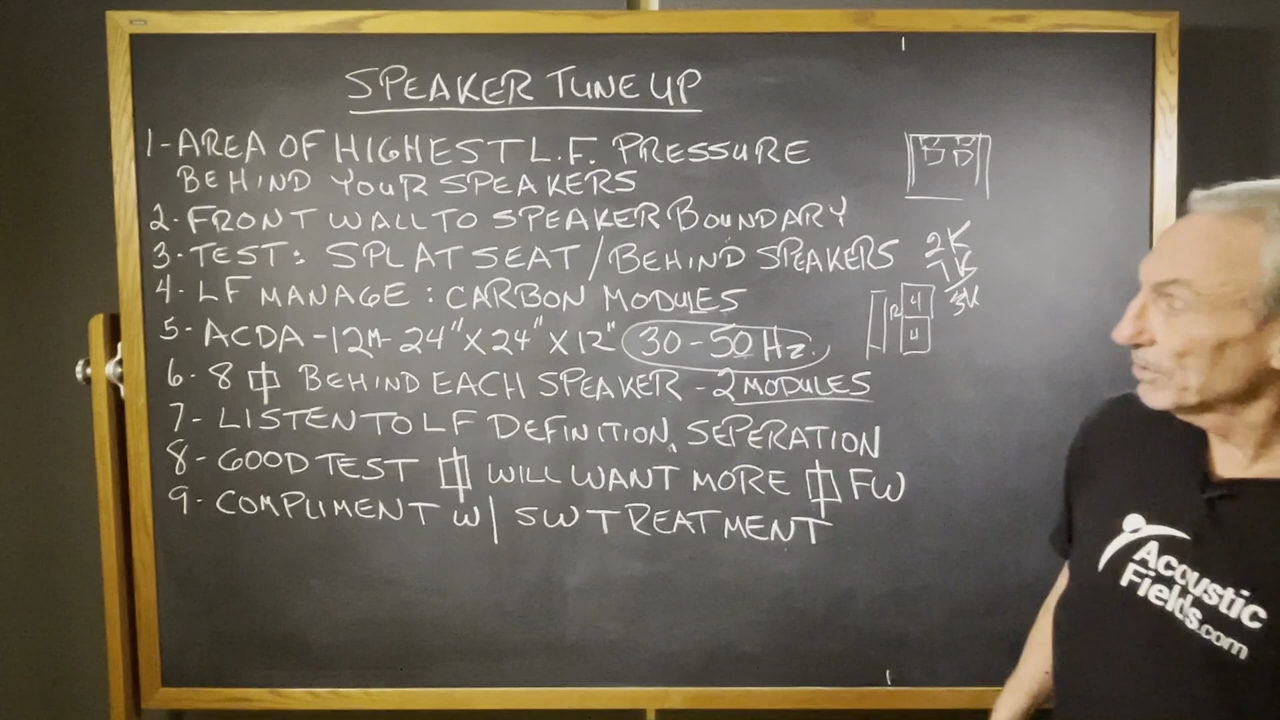 SPEAKER TUNE UP
1-AREA OF HIGHEST L.F. PRESSURE
BEHIND YOUR SPEAKERS
2-FRONT WALL TO SPEAKER BOUNDARY
3-TEST: SPL AT SEAT/BEHIND SPEAKERS
4- LF MANAGE: CARBON MODULES
5- ACDA-12M-24"X24"X12" 30-50Hz.
6-8 BEHIND EACH SPEAKER -2 MODULES
7-LISTEN TO LF DEFINITION, SEPERATION
8-GOOD TEST WILL WANT MORE FW
9-COMPLIMENT W/ SW TREATMENT
2K
4
4
Acoustic
Fields.com